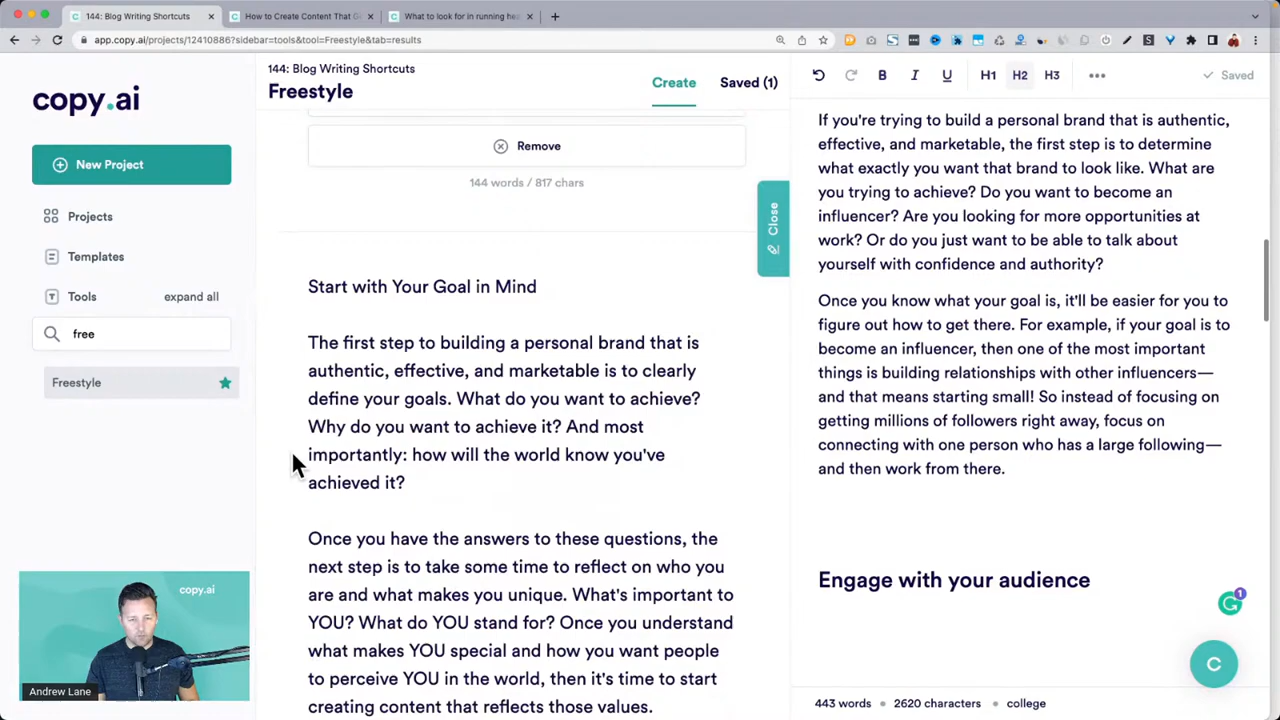 144: Blog Writing Shortcuts
How to Create Content That G
What to look for in running hea
app.copy.ai/projects/12410886?sidebar=tools&tool=Freestyle&tab=results
copy.ai
New Project
Projects
Templates
Tools
expand all
free
Freestyle
copy.ai
Andrew Lane
144: Blog Writing Shortcuts
Freestyle
Create
Saved (1)
Remove
144 words / 817 chars
Close
Start with Your Goal in Mind
The first step to building a personal brand that is
authentic, effective, and marketable is to clearly
define your goals. What do you want to achieve?
Why do you want to achieve it? And most
importantly: how will the world know you've
achieved it?
Once you have the answers to these questions, the
next step is to take some time to reflect on who you
are and what makes you unique. What's important to
YOU? What do YOU stand for? Once you understand
what makes YOU special and how you want people
to perceive YOU in the world, then it's time to start
creating content that reflects those values.
B
I
U
H1
H2
H3
Saved
If you're trying to build a personal brand that is authentic,
effective, and marketable, the first step is to determine
what exactly you want that brand to look like. What are
you trying to achieve? Do you want to become an
influencer? Are you looking for more opportunities at
work? Or do you just want to be able to talk about
yourself with confidence and authority?
Once you know what your goal is, it'll be easier for you to
figure out how to get there. For example, if your goal is to
become an influencer, then one of the most important
things is building relationships with other influencers—
and that means starting small! So instead of focusing on
getting millions of followers right away, focus on
connecting with one person who has a large following—
and then work from there.
Engage with your audience
1
C
443 words
2620 characters
college